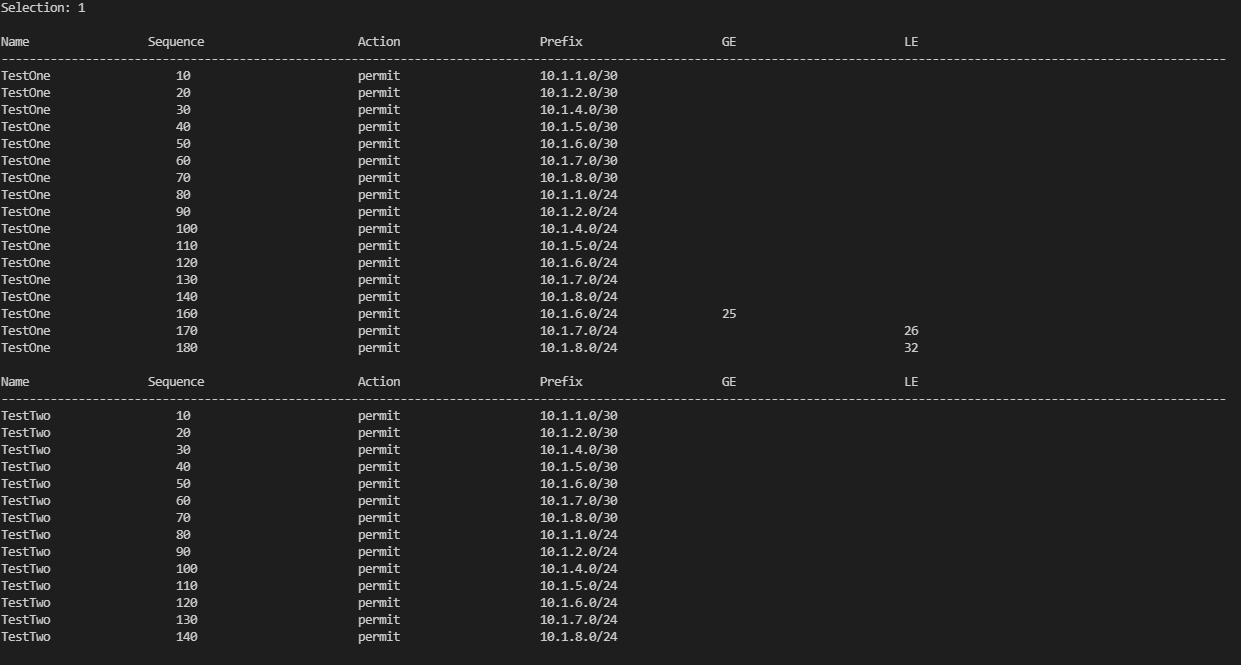 Selection: 1
Name Sequence Action Prefix GE LE
--------------------------------------------------------------------------------------------------------------------------------------------------------------------------------
TestOne 10 permit 10.1.1.0/30
TestOne 20 permit 10.1.2.0/30
TestOne 30 permit 10.1.4.0/30
TestOne 40 permit 10.1.5.0/30
TestOne 50 permit 10.1.6.0/30
TestOne 60 permit 10.1.7.0/30
TestOne 70 permit 10.1.8.0/30
TestOne 80 permit 10.1.1.0/24
TestOne 90 permit 10.1.2.0/24
TestOne 100 permit 10.1.4.0/24
TestOne 110 permit 10.1.5.0/24
TestOne 120 permit 10.1.6.0/24
TestOne 130 permit 10.1.7.0/24
TestOne 140 permit 10.1.8.0/24
TestOne 160 permit 10.1.6.0/24 25
TestOne 170 permit 10.1.7.0/24 26
TestOne 180 permit 10.1.8.0/24 32
Name Sequence Action Prefix GE LE
--------------------------------------------------------------------------------------------------------------------------------------------------------------------------------
TestTwo 10 permit 10.1.1.0/30
TestTwo 20 permit 10.1.2.0/30
TestTwo 30 permit 10.1.4.0/30
TestTwo 40 permit 10.1.5.0/30
TestTwo 50 permit 10.1.6.0/30
TestTwo 60 permit 10.1.7.0/30
TestTwo 70 permit 10.1.8.0/30
TestTwo 80 permit 10.1.1.0/24
TestTwo 90 permit 10.1.2.0/24
TestTwo 100 permit 10.1.4.0/24
TestTwo 110 permit 10.1.5.0/24
TestTwo 120 permit 10.1.6.0/24
TestTwo 130 permit 10.1.7.0/24
TestTwo 140 permit 10.1.8.0/24